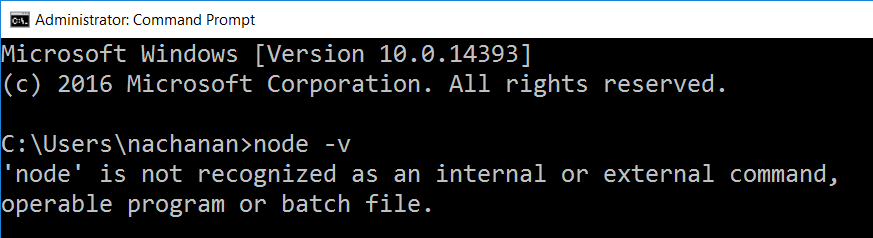 Administrator: Command Prompt
Microsoft Windows [Version 10.0.14393]
(c) 2016 Microsoft Corporation. All rights reserved.
C:\Users\nachanan>node -v
'node' is not recognized as an internal or external command,
operable program or batch file.